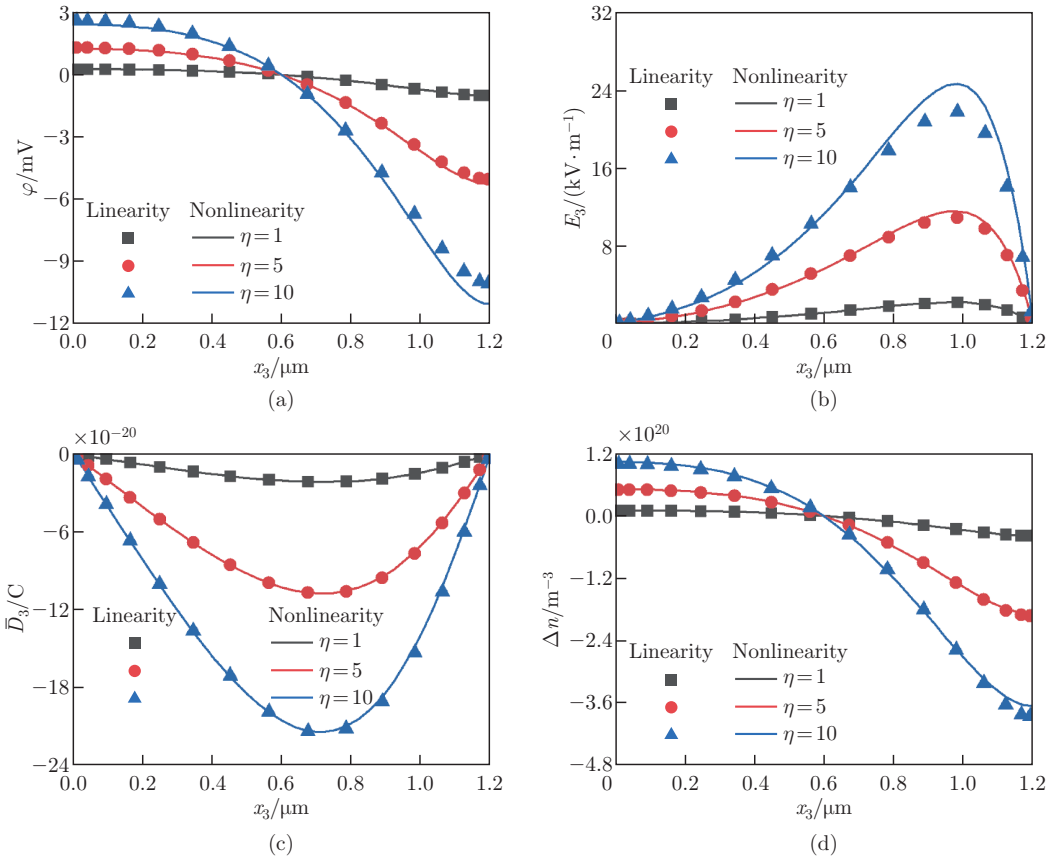 3
0
−3
−6
−9
−12
φ/mV
Linearity Nonlinearity
η=1
η=5
η=10
0 0.2 0.4 0.6 0.8 1.0 1.2
x₃/μm
(a)
32
24
16
8
E₃/(kV·m⁻¹)
Linearity Nonlinearity
η=1
η=5
η=10
0 0.2 0.4 0.6 0.8 1.0 1.2
x₃/μm
(b)
×10⁻²⁰
0
−6
−12
−18
−24
D̄₃/C
Linearity Nonlinearity
η=1
η=5
η=10
0 0.2 0.4 0.6 0.8 1.0 1.2
x₃/μm
(c)
×10²⁰
1.2
0.0
−1.2
−2.4
−3.6
−4.8
Δn/m⁻³
Linearity Nonlinearity
η=1
η=5
η=10
0 0.2 0.4 0.6 0.8 1.0 1.2
x₃/μm
(d)